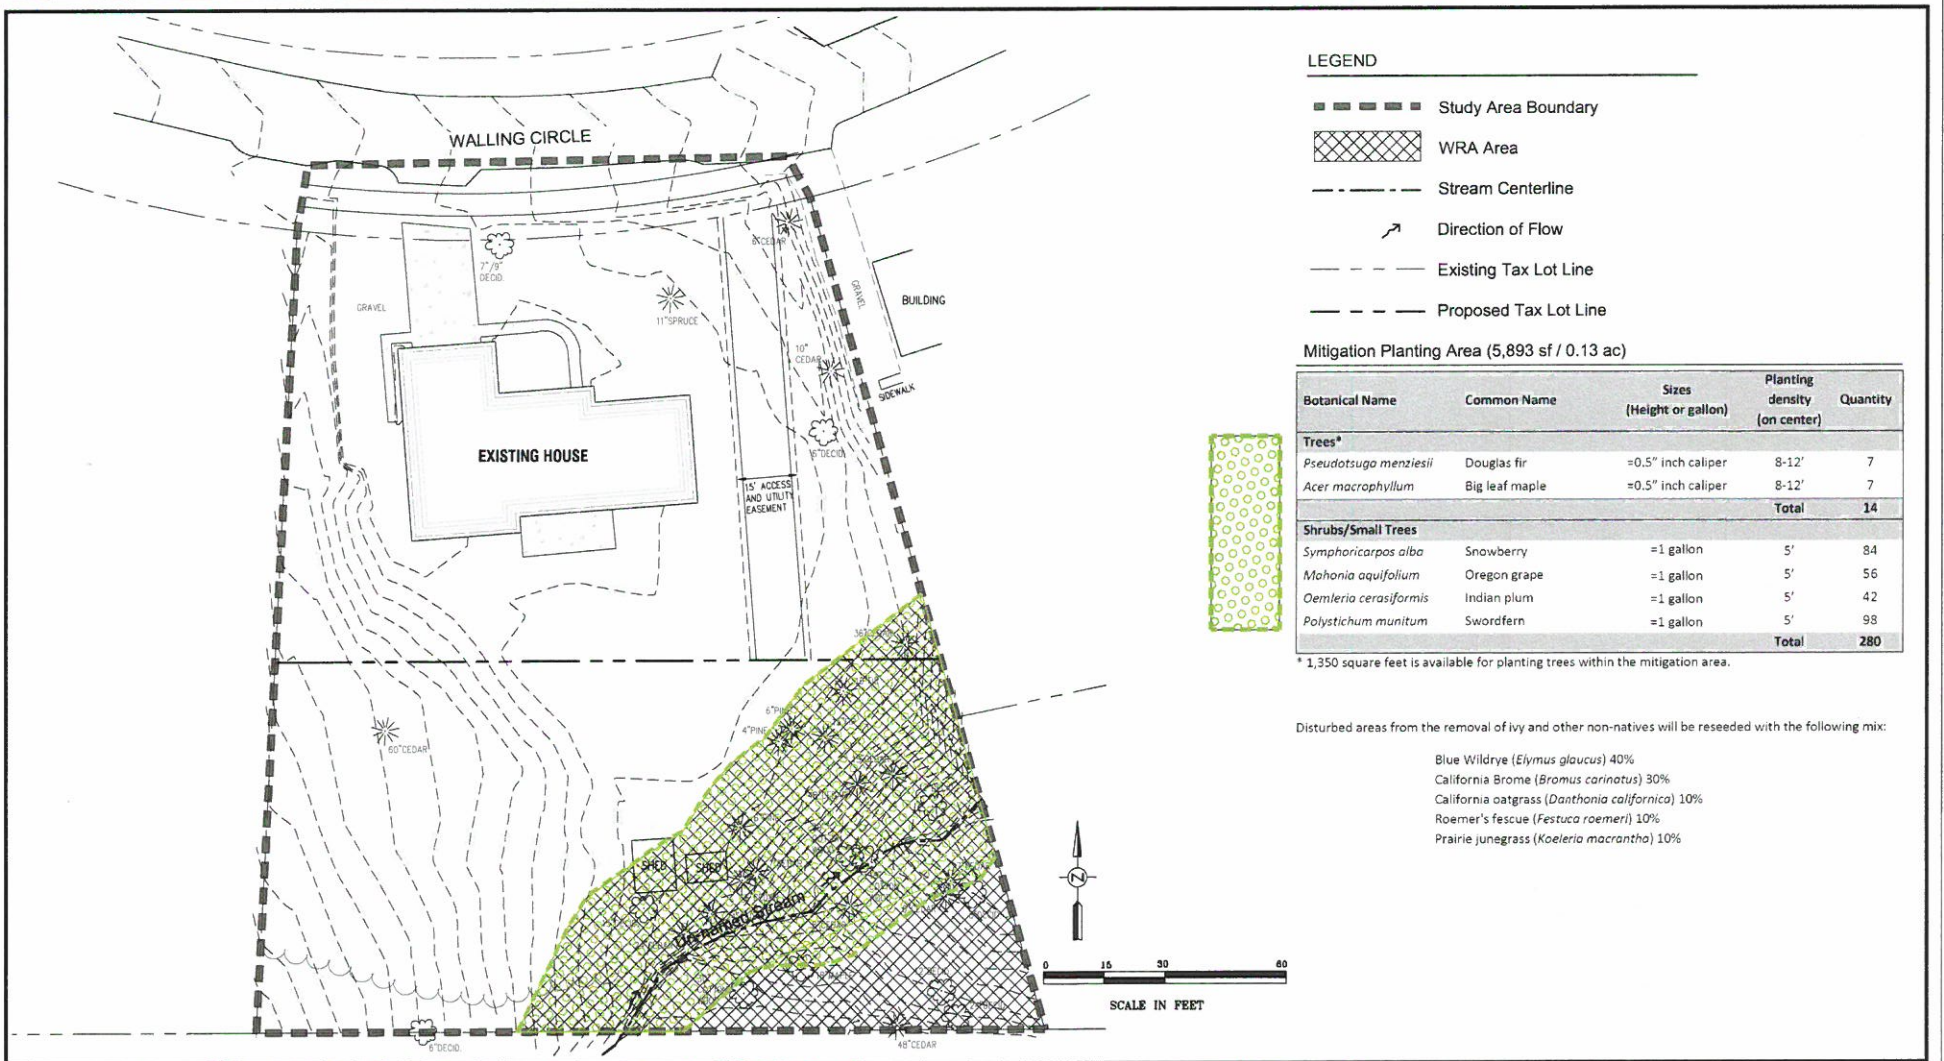 WALLING CIRCLE
6"CEDAR
7"/9"
DECID.
GRAVEL
11"SPRUCE
GRAVEL
BUILDING
10"
CEDAR
SIDEWALK
EXISTING HOUSE
15' ACCESS
AND UTILITY
EASEMENT
6"PINE
4"PINE
60"CEDAR
SHED
SHED
Un-named Stream
6"DECID.
48"CEDAR
0 15 30 60
SCALE IN FEET
N
LEGEND
Study Area Boundary
WRA Area
Stream Centerline
Direction of Flow
Existing Tax Lot Line
Proposed Tax Lot Line
Mitigation Planting Area (5,893 sf / 0.13 ac)
Botanical Name Common Name Sizes (Height or gallon) Planting density (on center) Quantity
Trees*
Pseudotsuga menziesii Douglas fir =0.5" inch caliper 8-12' 7
Acer macrophyllum Big leaf maple =0.5" inch caliper 8-12' 7
Total 14
Shrubs/Small Trees
Symphoricarpos alba Snowberry =1 gallon 5' 84
Mahonia aquifolium Oregon grape =1 gallon 5' 56
Oemleria cerasiformis Indian plum =1 gallon 5' 42
Polystichum munitum Swordfern =1 gallon 5' 98
Total 280
* 1,350 square feet is available for planting trees within the mitigation area.
Disturbed areas from the removal of ivy and other non-natives will be reseeded with the following mix:
Blue Wildrye (Elymus glaucus) 40%
California Brome (Bromus carinatus) 30%
California oatgrass (Danthonia californica) 10%
Roemer's fescue (Festuca roemeri) 10%
Prairie junegrass (Koeleria macrantha) 10%